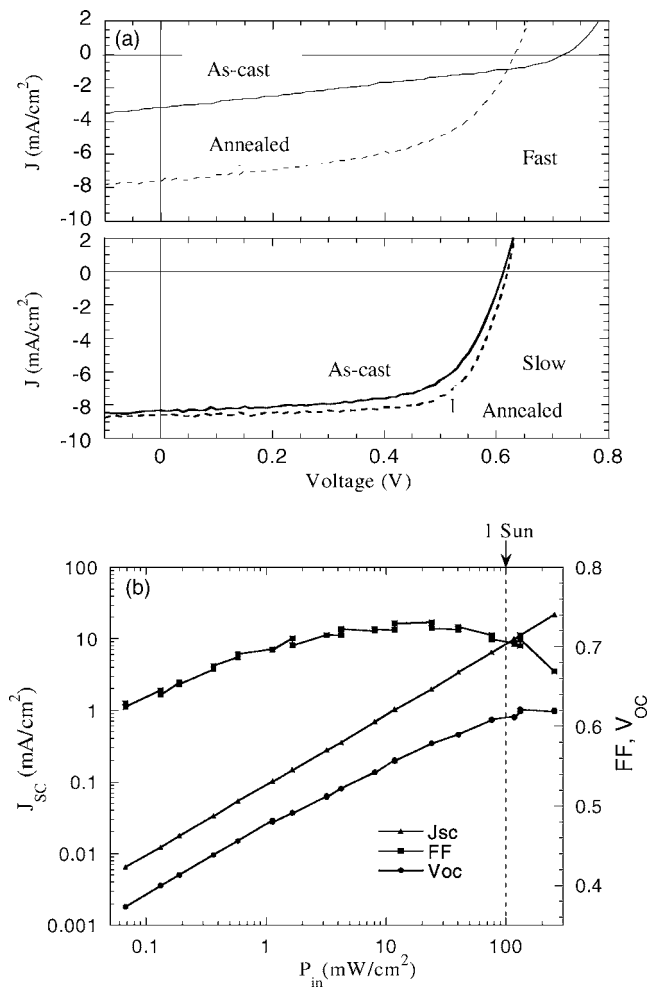 (a)
2
0
-2
-4
-6
-8
-10
J (mA/cm²)
As-cast
Annealed
Fast
2
0
-2
-4
-6
-8
-10
J (mA/cm²)
As-cast
Slow
1
Annealed
0 0.2 0.4 0.6 0.8
Voltage (V)
1 Sun
(b)
100
10
1
0.1
0.01
0.001
J_SC (mA/cm²)
0.8
0.7
0.6
0.5
0.4
FF, V_OC
Jsc
FF
Voc
0.1 1 10 100
P_in(mW/cm²)